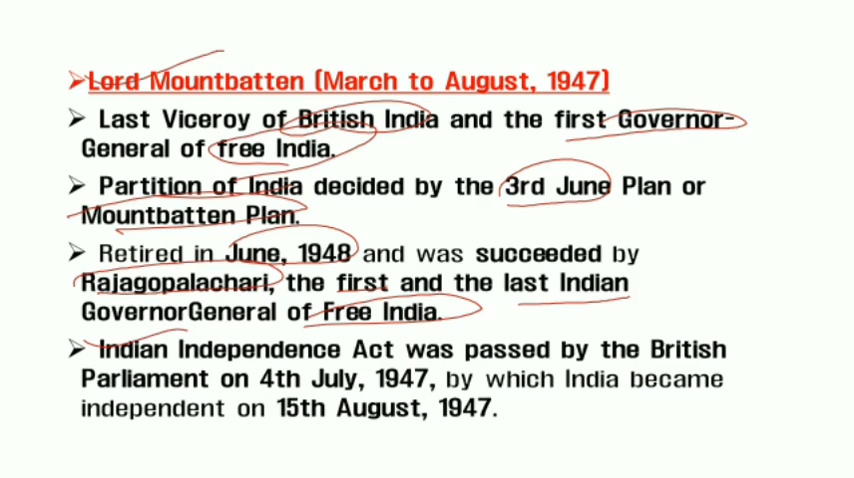 ➢Lord Mountbatten (March to August, 1947)
➢ Last Viceroy of British India and the first Governor-
General of free India.
➢ Partition of India decided by the 3rd June Plan or
Mountbatten Plan.
➢ Retired in June, 1948 and was succeeded by
Rajagopalachari, the first and the last Indian
GovernorGeneral of Free India.
➢ Indian Independence Act was passed by the British
Parliament on 4th July, 1947, by which India became
independent on 15th August, 1947.